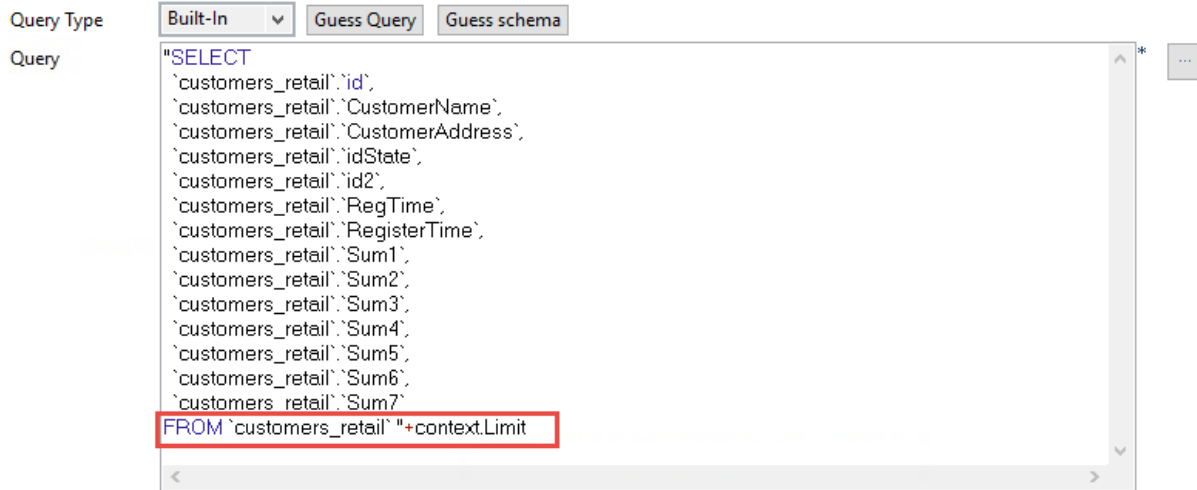 Query Type Built-In Guess Query Guess schema
Query "SELECT *
`customers_retail`.`id`, ...
`customers_retail`.`CustomerName`,
`customers_retail`.`CustomerAddress`,
`customers_retail`.`idState`,
`customers_retail`.`id2`,
`customers_retail`.`RegTime`,
`customers_retail`.`RegisterTime`,
`customers_retail`.`Sum1`,
`customers_retail`.`Sum2`,
`customers_retail`.`Sum3`,
`customers_retail`.`Sum4`,
`customers_retail`.`Sum5`,
`customers_retail`.`Sum6`,
`customers_retail`.`Sum7`
FROM `customers_retail` "+context.Limit